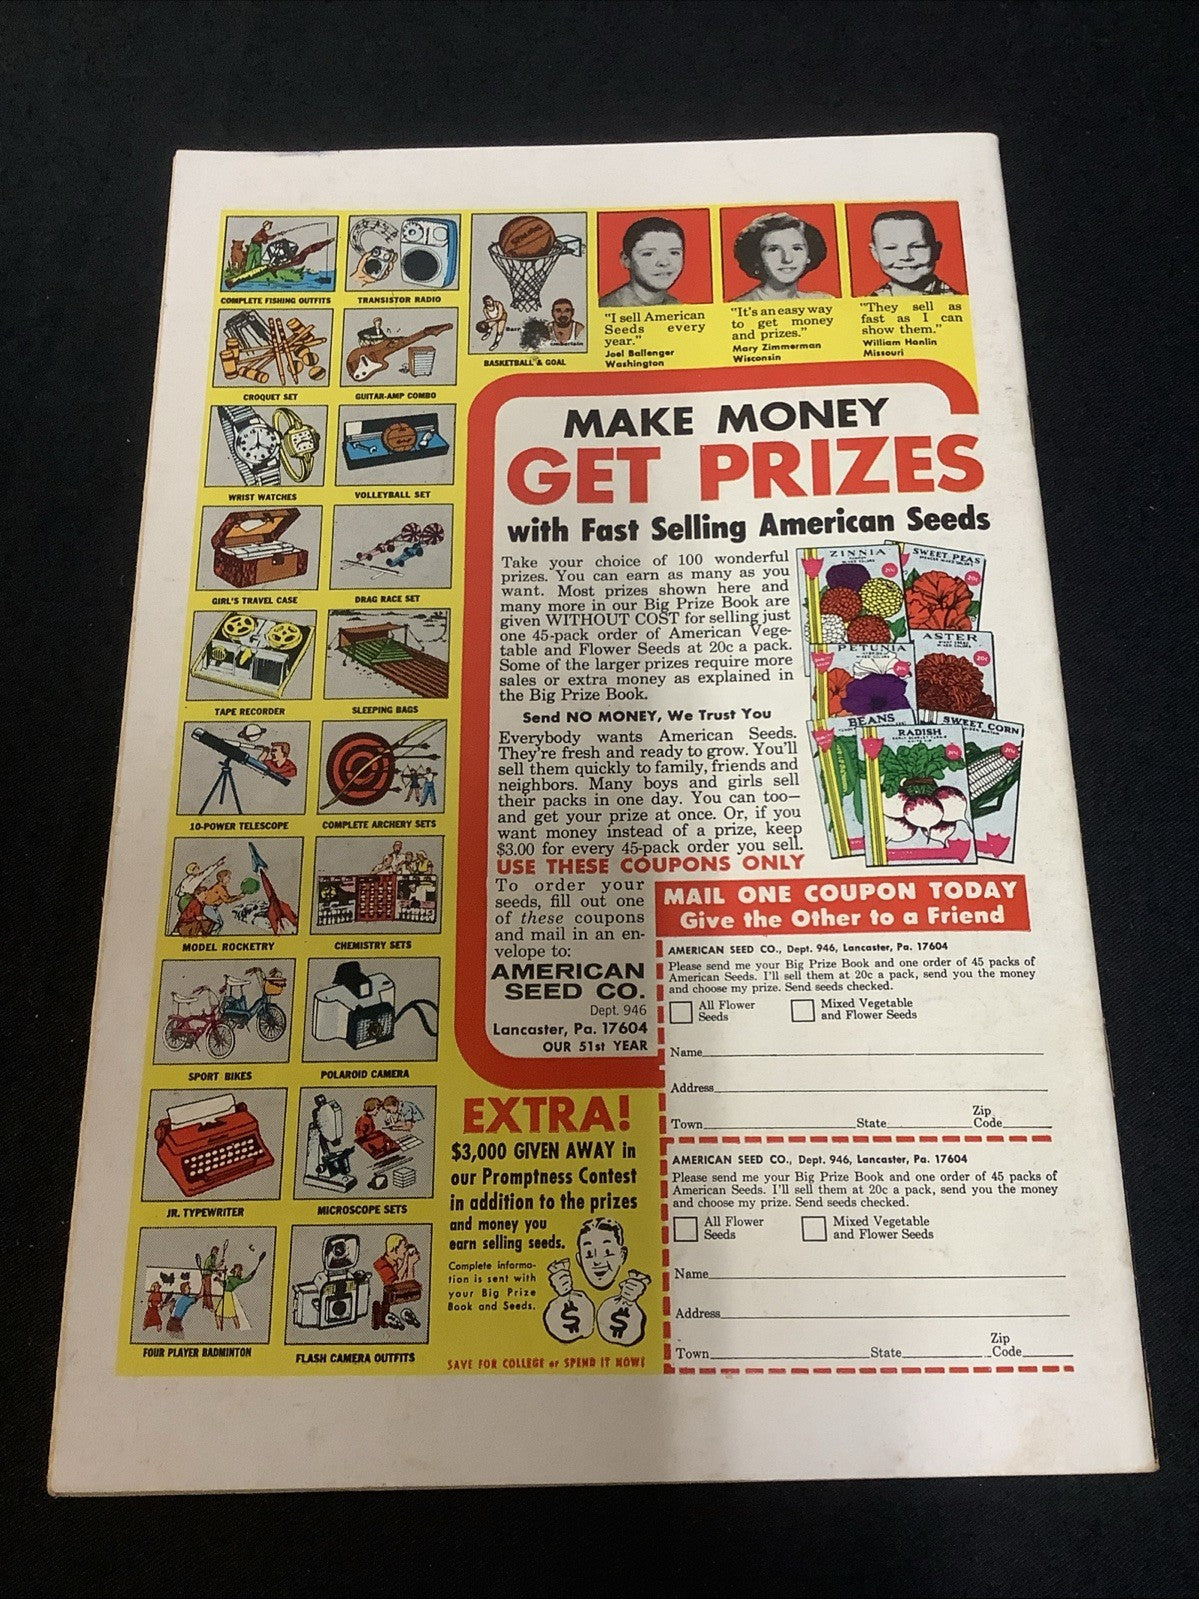 COMPLETE FISHING OUTFITS
TRANSISTOR RADIO
SPALDING
Barry
BASKETBALL & GOAL
"I sell American
Seeds every
year."
Joel Ballenger
Washington
"It's an easy way
to get money
and prizes."
Mary Zimmerman
Wisconsin
"They sell as
fast as I can
show them."
William Hanlin
Missouri
CROQUET SET
GUITAR-AMP COMBO
WRIST WATCHES
VOLLEYBALL SET
GIRL'S TRAVEL CASE
DRAG RACE SET
TAPE RECORDER
SLEEPING BAGS
10-POWER TELESCOPE
COMPLETE ARCHERY SETS
MODEL ROCKETRY
CHEMISTRY SETS
SPORT BIKES
POLAROID CAMERA
JR. TYPEWRITER
MICROSCOPE SETS
FOUR PLAYER BADMINTON
FLASH CAMERA OUTFITS
MAKE MONEY
GET PRIZES
with Fast Selling American Seeds
Take your choice of 100 wonderful
prizes. You can earn as many as you
want. Most prizes shown here and
many more in our Big Prize Book are
given WITHOUT COST for selling just
one 45-pack order of American Vege-
table and Flower Seeds at 20c a pack.
Some of the larger prizes require more
sales or extra money as explained in
the Big Prize Book.
Send NO MONEY, We Trust You
Everybody wants American Seeds.
They're fresh and ready to grow. You'll
sell them quickly to family, friends and
neighbors. Many boys and girls sell
their packs in one day. You can too—
and get your prize at once. Or, if you
want money instead of a prize, keep
$3.00 for every 45-pack order you sell.
ZINNIA
MIXED COLORS
20c
SWEET PEAS
MIXED COLORS
20c
PETUNIA
MIXED COLORS
20c
ASTER
MIXED COLORS
20c
BEANS
RADISH
20c
SWEET CORN
20c
USE THESE COUPONS ONLY
To order your
seeds, fill out one
of these coupons
and mail in an en-
velope to:
AMERICAN
SEED CO.
Dept. 946
Lancaster, Pa. 17604
OUR 51st YEAR
MAIL ONE COUPON TODAY
Give the Other to a Friend
AMERICAN SEED CO., Dept. 946, Lancaster, Pa. 17604
Please send me your Big Prize Book and one order of 45 packs of
American Seeds. I'll sell them at 20c a pack, send you the money
and choose my prize. Send seeds checked.
All Flower
Seeds
Mixed Vegetable
and Flower Seeds
Name
Address
Town State Zip Code
AMERICAN SEED CO., Dept. 946, Lancaster, Pa. 17604
Please send me your Big Prize Book and one order of 45 packs of
American Seeds. I'll sell them at 20c a pack, send you the money
and choose my prize. Send seeds checked.
All Flower
Seeds
Mixed Vegetable
and Flower Seeds
Name
Address
Town State Zip Code
EXTRA!
$3,000 GIVEN AWAY in
our Promptness Contest
in addition to the prizes
and money you
earn selling seeds.
Complete informa-
tion is sent with
your Big Prize
Book and Seeds.
$ $
SAVE FOR COLLEGE or SPEND IT NOW!